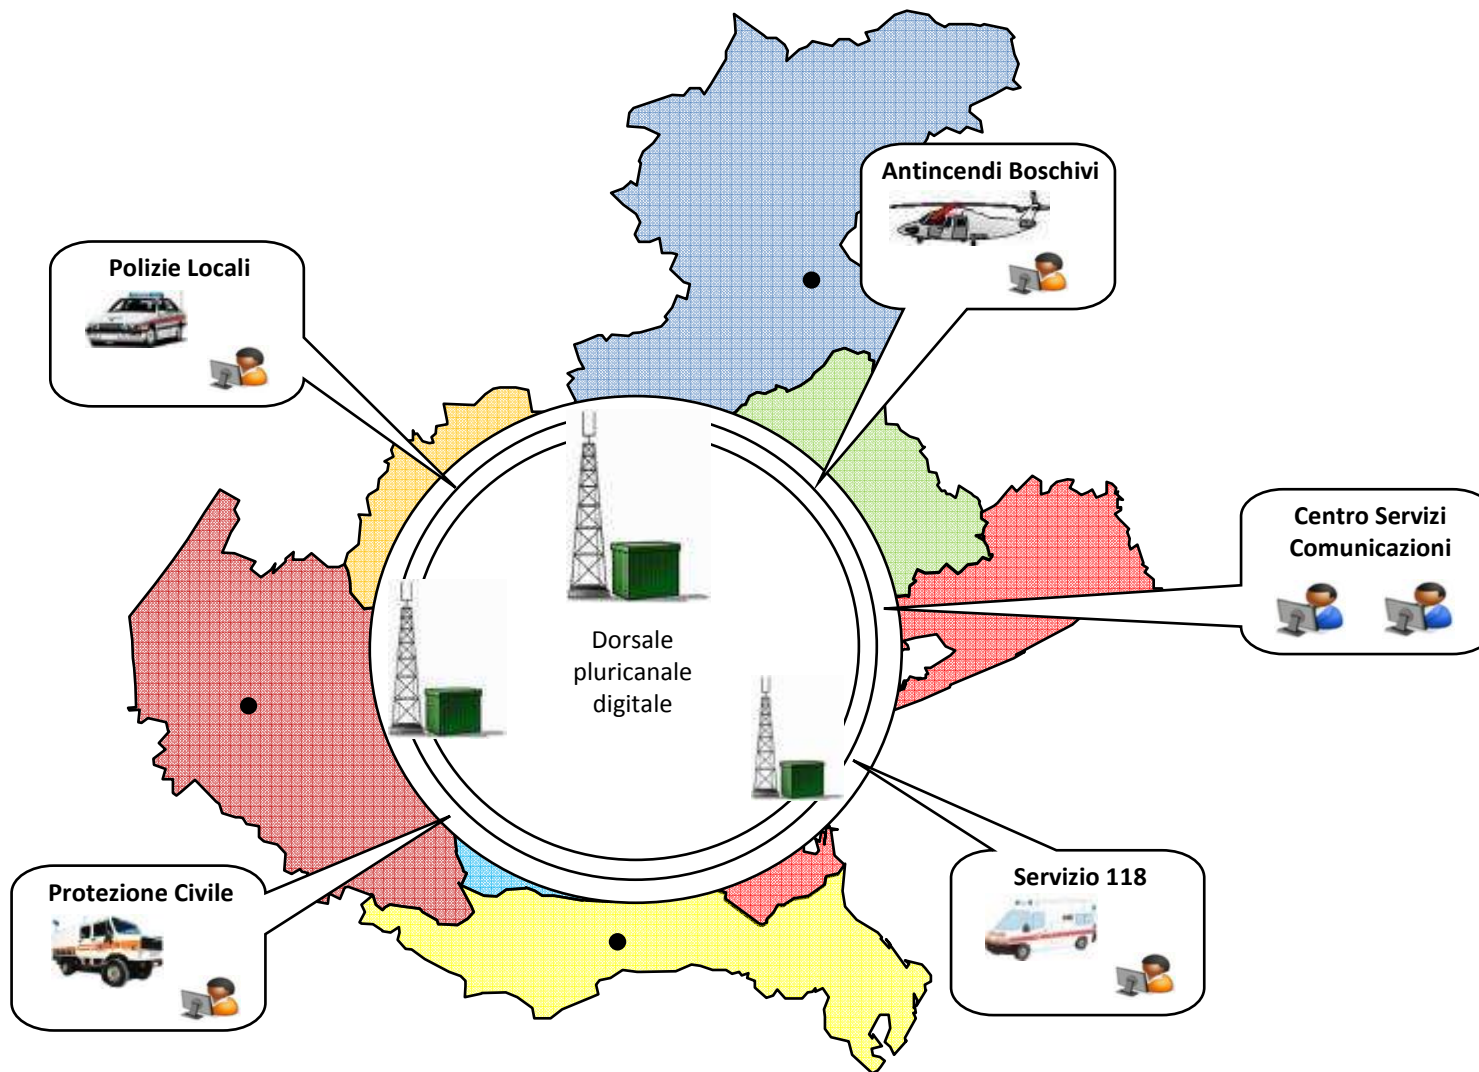 Antincendi Boschivi
Polizie Locali
Centro Servizi
Comunicazioni
Dorsale
pluricanale
digitale
Protezione Civile
Servizio 118